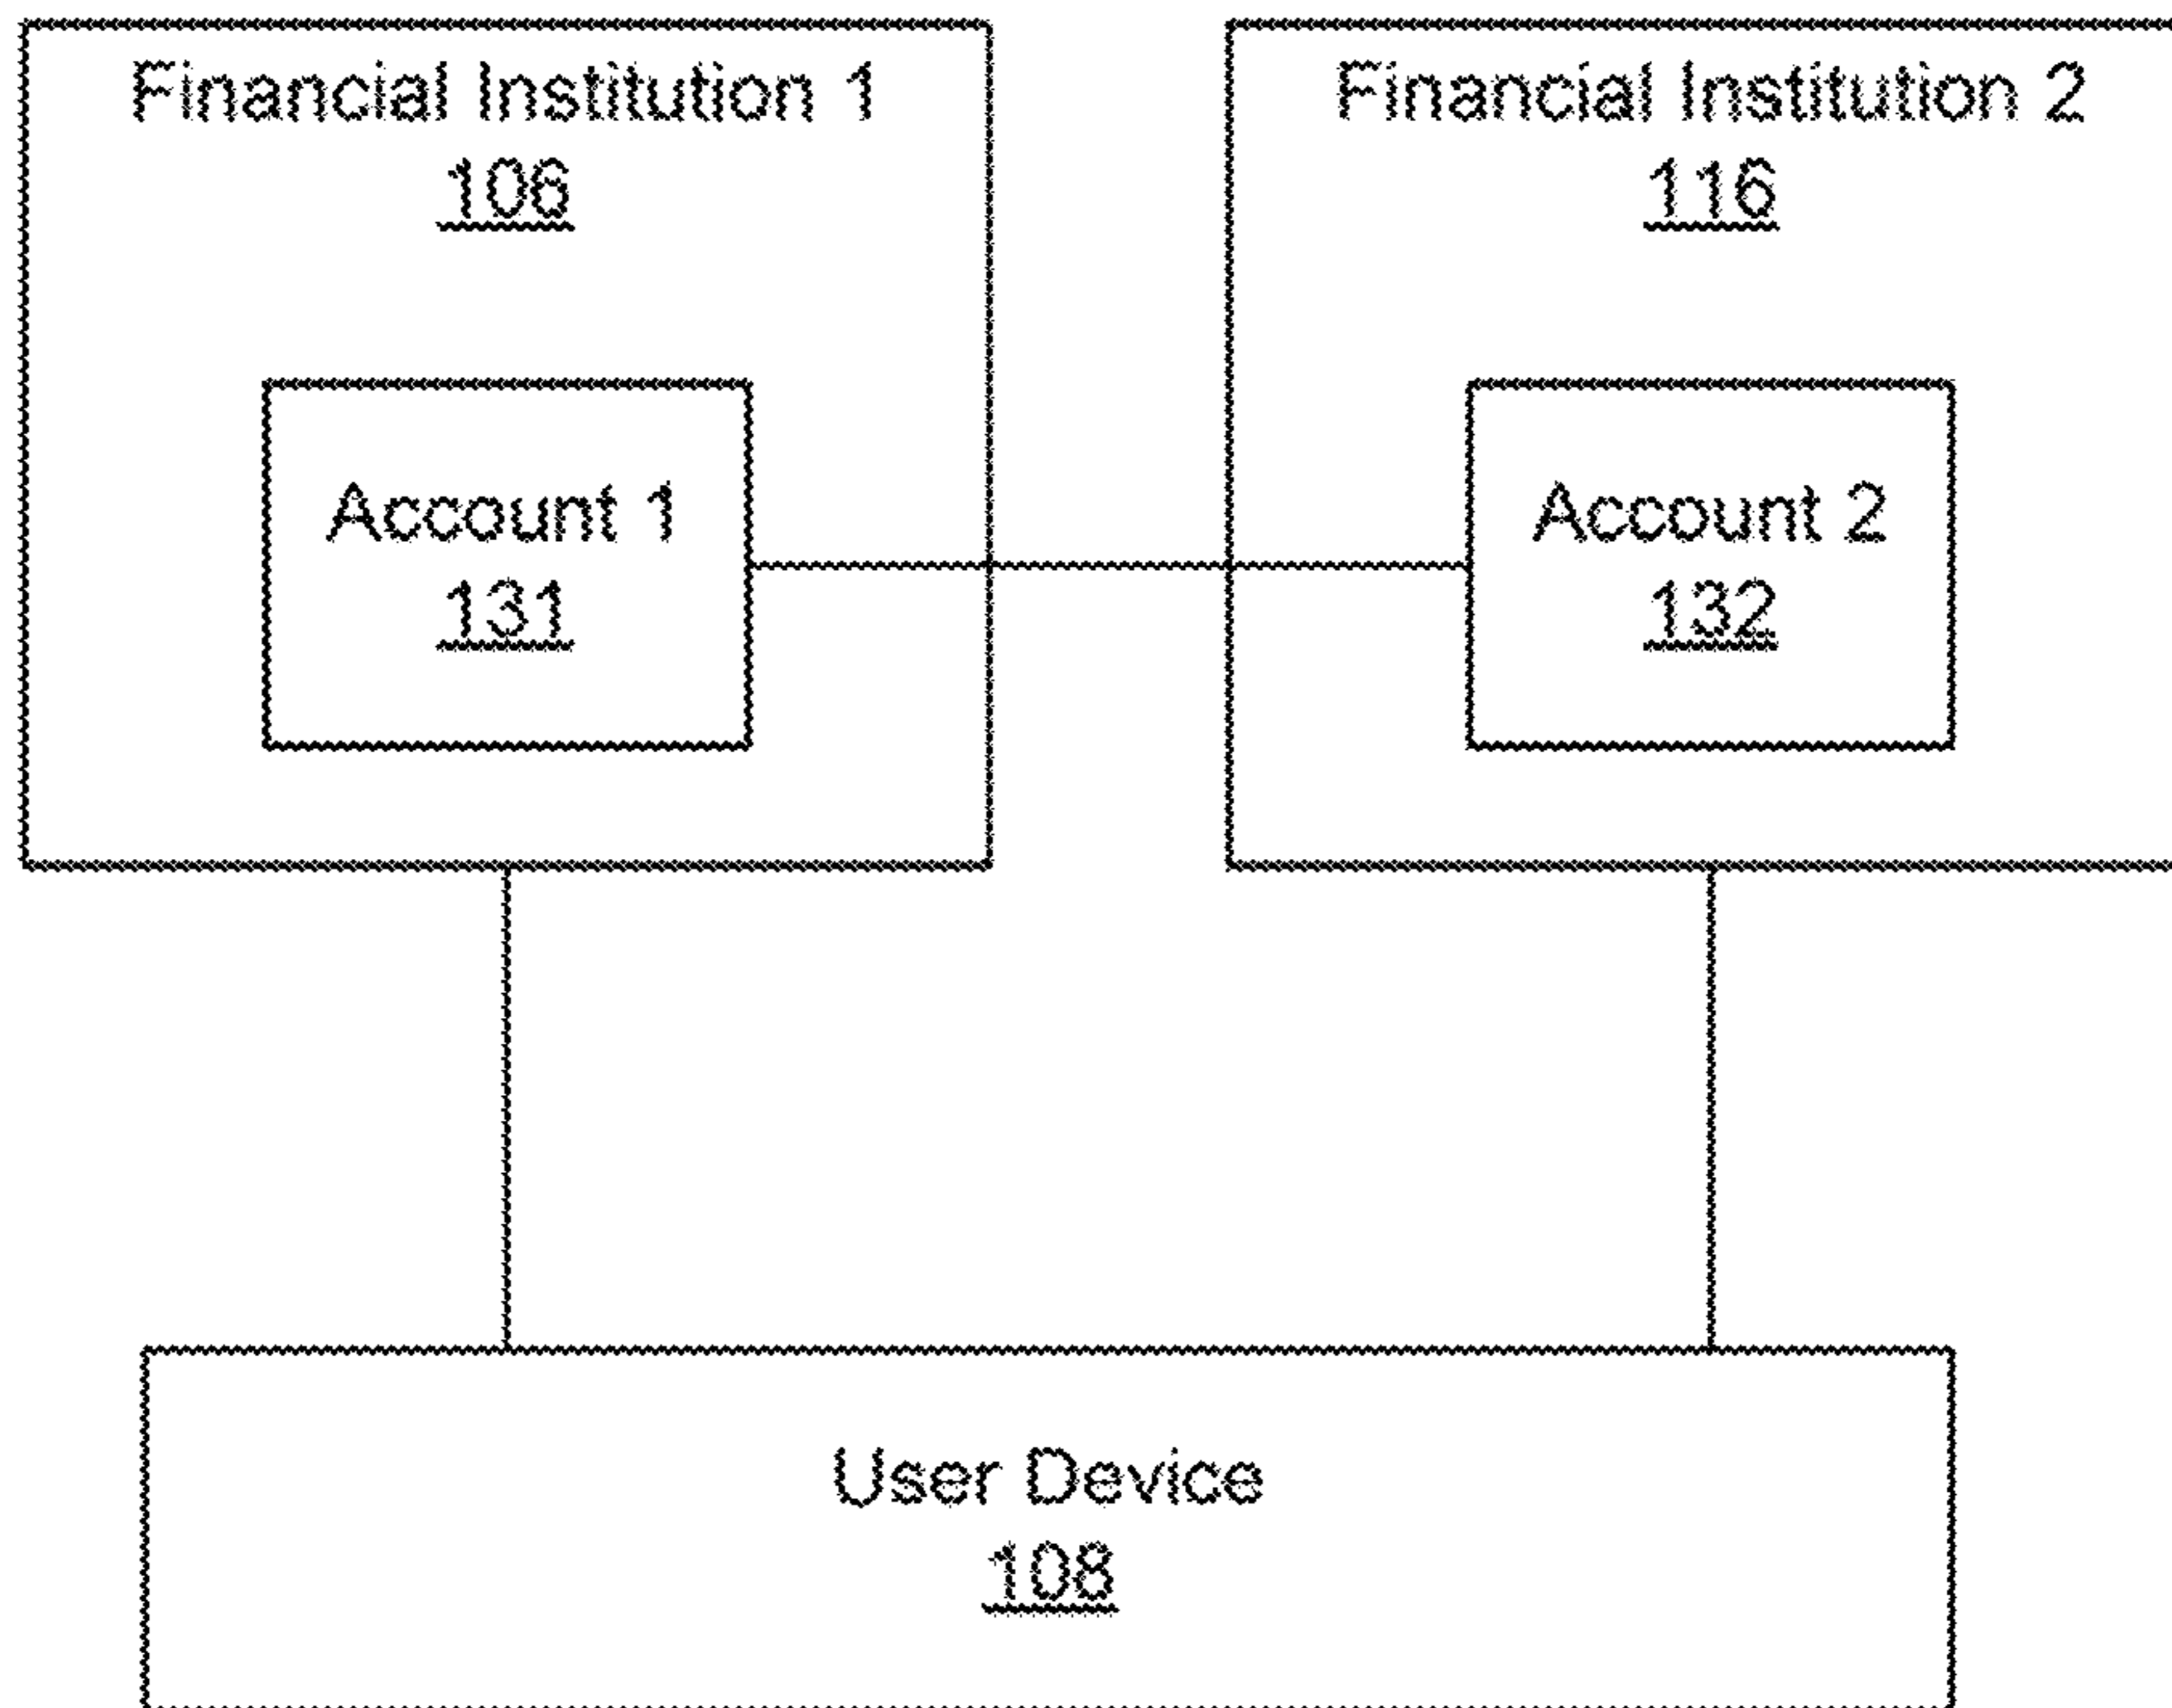 Financial Institution 1
106
Financial Institution 2
116
Account 1
131
Account 2
132
User Device
108